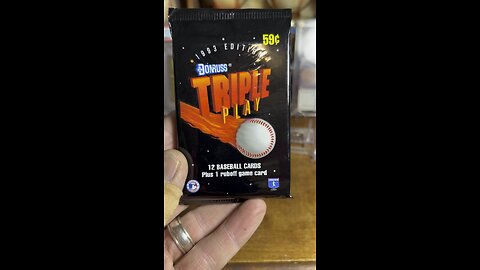 59¢
1993 EDITION
DONRUSS®
TRIPLE
PLAY
12 BASEBALL CARDS
Plus 1 ruboff game card